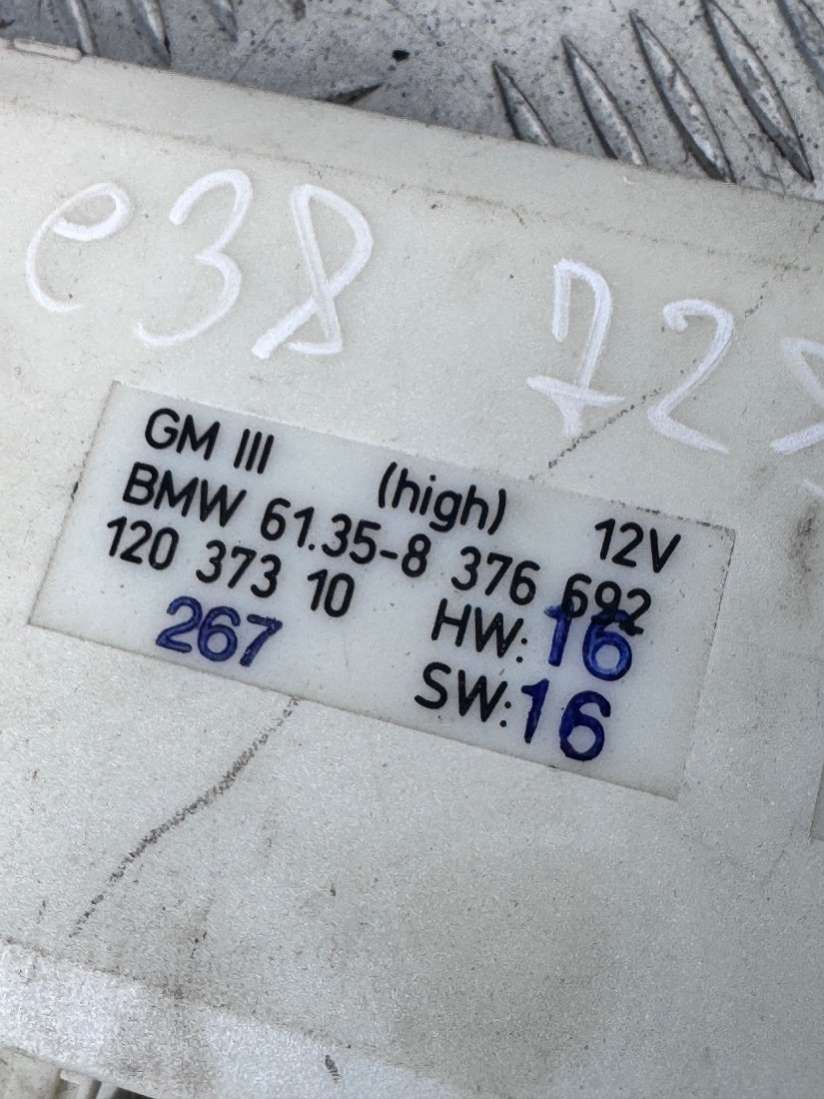 e38 725
GM III (high) 12V
BMW 61.35-8 376 692
120 373 10 HW: 16
267 SW: 16